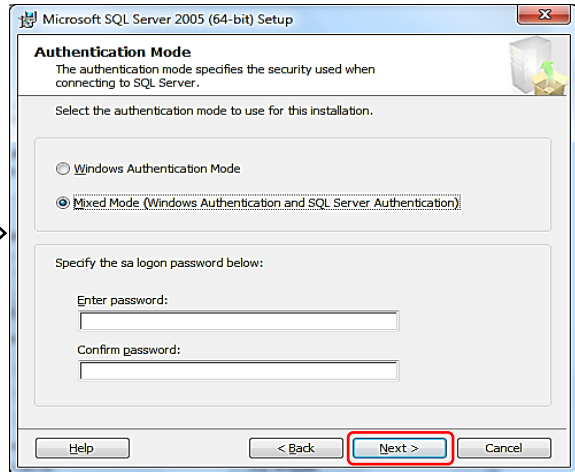 Microsoft SQL Server 2005 (64-bit) Setup
Authentication Mode
The authentication mode specifies the security used when
connecting to SQL Server.
Select the authentication mode to use for this installation.
Windows Authentication Mode
Mixed Mode (Windows Authentication and SQL Server Authentication)
Specify the sa logon password below:
Enter password:
Confirm password:
Help < Back Next > Cancel